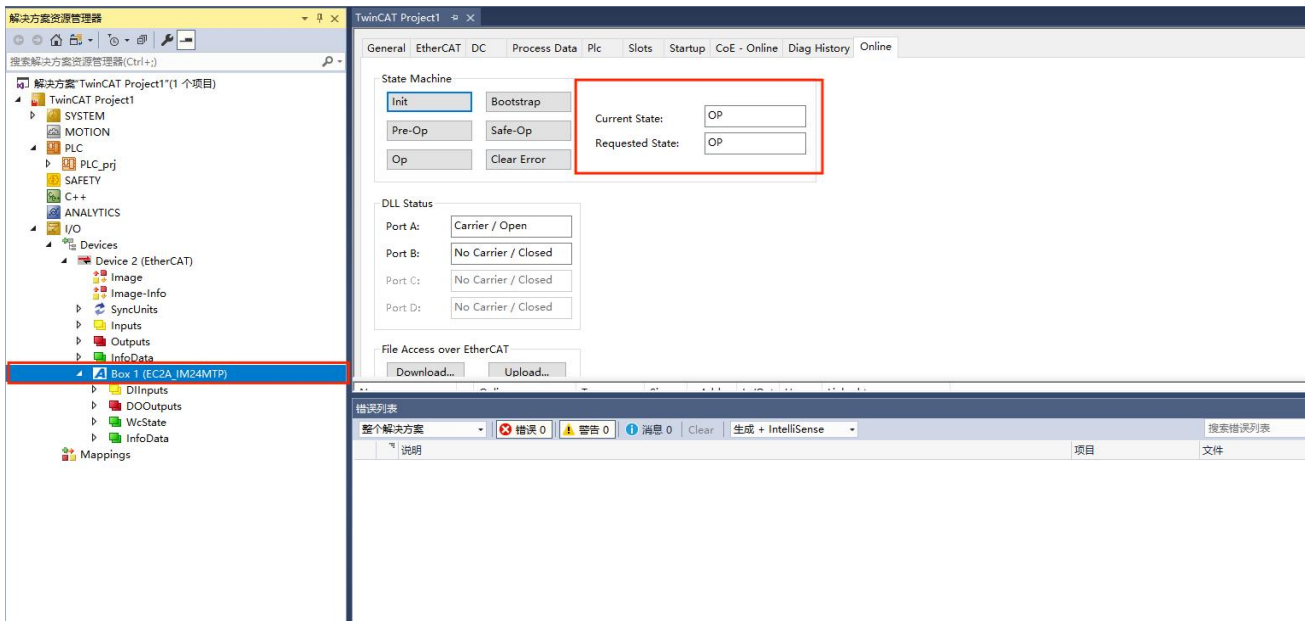 解决方案资源管理器
搜索解决方案资源管理器(Ctrl+;)
解决方案"TwinCAT Project1"(1 个项目)
TwinCAT Project1
SYSTEM
MOTION
PLC
PLC_prj
SAFETY
C++
ANALYTICS
I/O
Devices
Device 2 (EtherCAT)
Image
Image-Info
SyncUnits
Inputs
Outputs
InfoData
Box 1 (EC2A_IM24MTP)
DIInputs
DOOutputs
WcState
InfoData
Mappings
TwinCAT Project1
General EtherCAT DC Process Data Plc Slots Startup CoE - Online Diag History Online
State Machine
Init Bootstrap
Pre-Op Safe-Op
Op Clear Error
Current State: OP
Requested State: OP
DLL Status
Port A: Carrier / Open
Port B: No Carrier / Closed
Port C: No Carrier / Closed
Port D: No Carrier / Closed
File Access over EtherCAT
Download... Upload...
错误列表
整个解决方案 错误 0 警告 0 消息 0 Clear 生成 + IntelliSense 搜索错误列表
说明 项目 文件